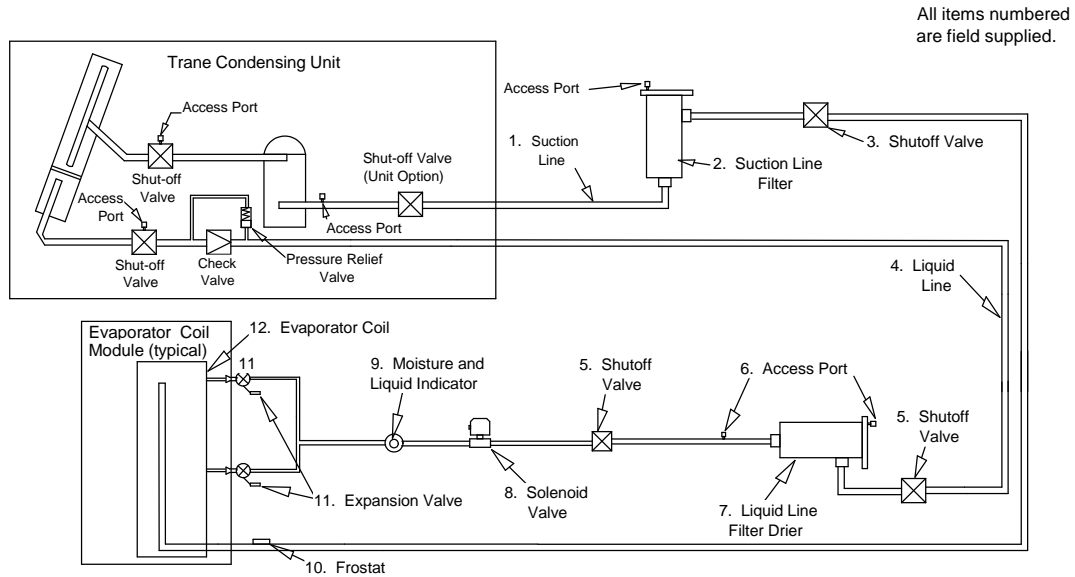 All items numbered
are field supplied.
Trane Condensing Unit
Access Port
Access Port
Shut-off
Valve
Shut-off Valve
(Unit Option)
1. Suction
Line
2. Suction Line
Filter
3. Shutoff Valve
Access
Port
Access Port
Shut-off
Valve
Check
Valve
Pressure Relief
Valve
4. Liquid
Line
Evaporator Coil
Module (typical)
12. Evaporator Coil
11
9. Moisture and
Liquid Indicator
5. Shutoff
Valve
6. Access Port
5. Shutoff
Valve
11. Expansion Valve
8. Solenoid
Valve
7. Liquid Line
Filter Drier
10. Frostat